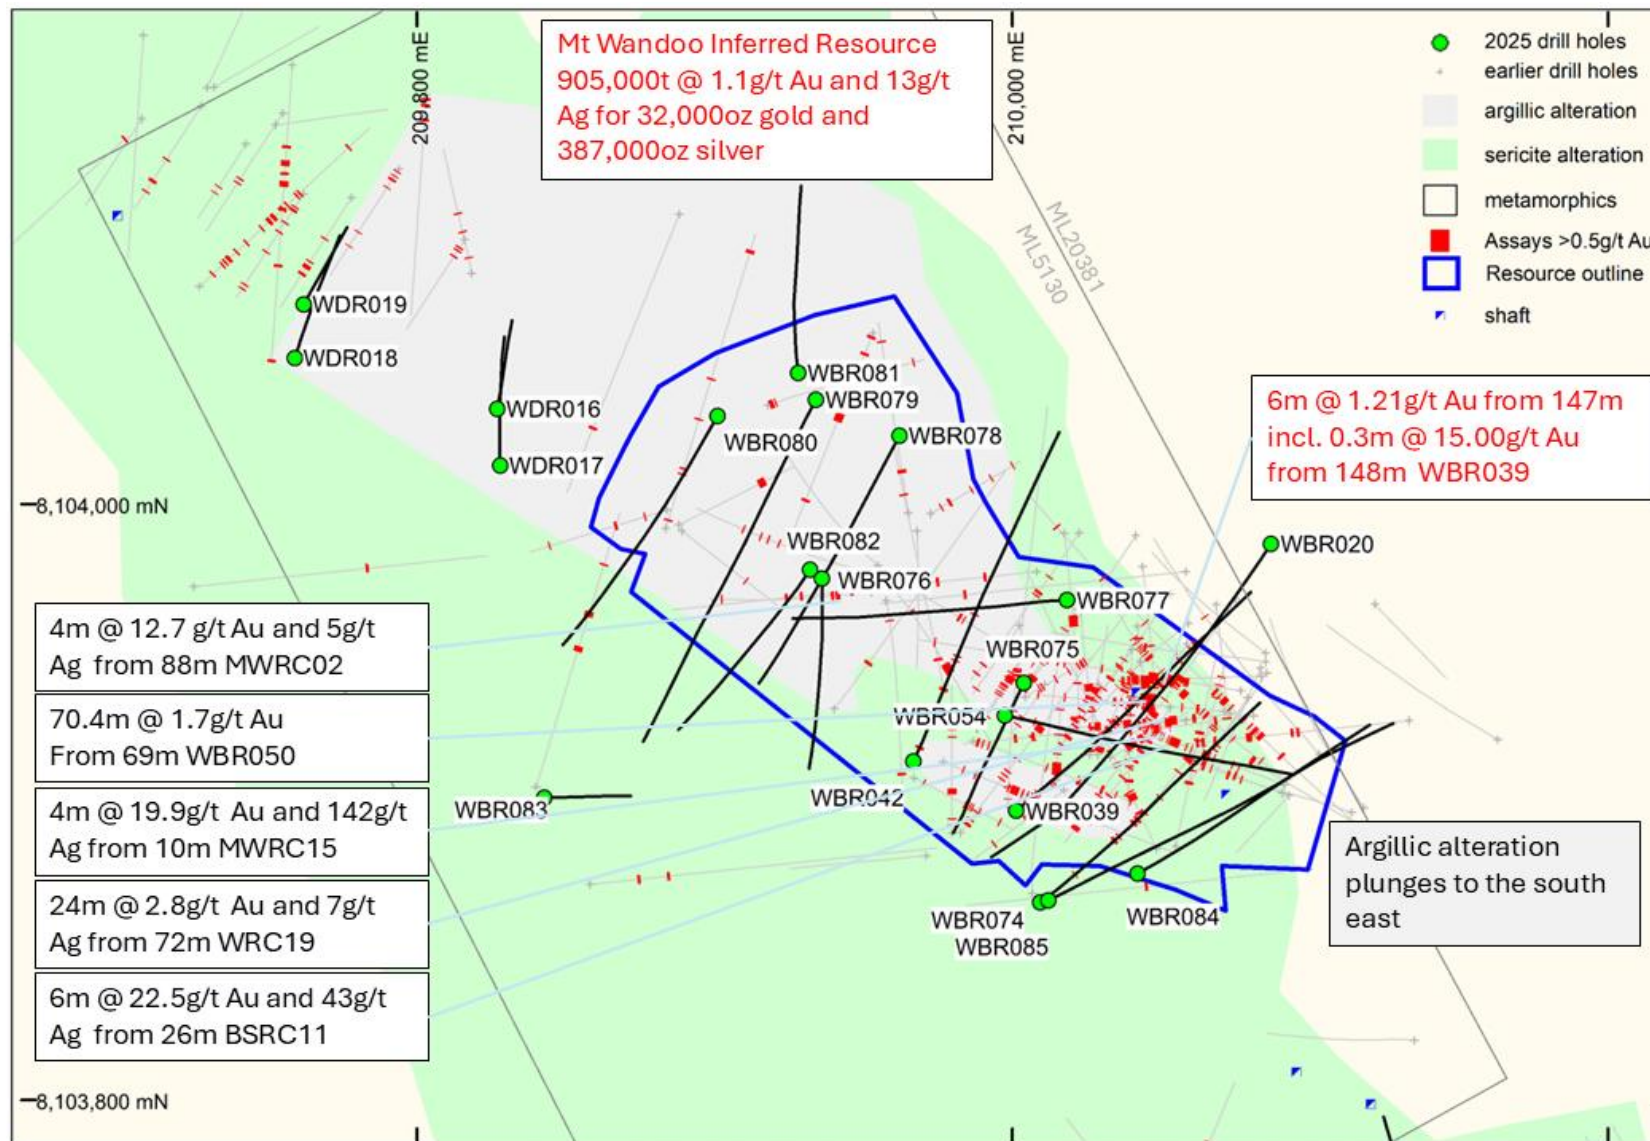 209,800 mE
210,000 mE
Mt Wandoo Inferred Resource
905,000t @ 1.1g/t Au and 13g/t
Ag for 32,000oz gold and
387,000oz silver
2025 drill holes
earlier drill holes
argillic alteration
sericite alteration
metamorphics
Assays >0.5g/t Au
Resource outline
shaft
ML20381
ML5130
WDR019
WDR018
WDR016
WDR017
WBR081
WBR079
WBR080
WBR078
6m @ 1.21g/t Au from 147m
incl. 0.3m @ 15.00g/t Au
from 148m WBR039
8,104,000 mN
WBR082
WBR076
WBR020
WBR077
WBR075
WBR054
WBR042
WBR039
WBR083
WBR074
WBR085
WBR084
4m @ 12.7 g/t Au and 5g/t
Ag from 88m MWRC02
70.4m @ 1.7g/t Au
From 69m WBR050
4m @ 19.9g/t Au and 142g/t
Ag from 10m MWRC15
24m @ 2.8g/t Au and 7g/t
Ag from 72m WRC19
6m @ 22.5g/t Au and 43g/t
Ag from 26m BSRC11
Argillic alteration
plunges to the south
east
8,103,800 mN